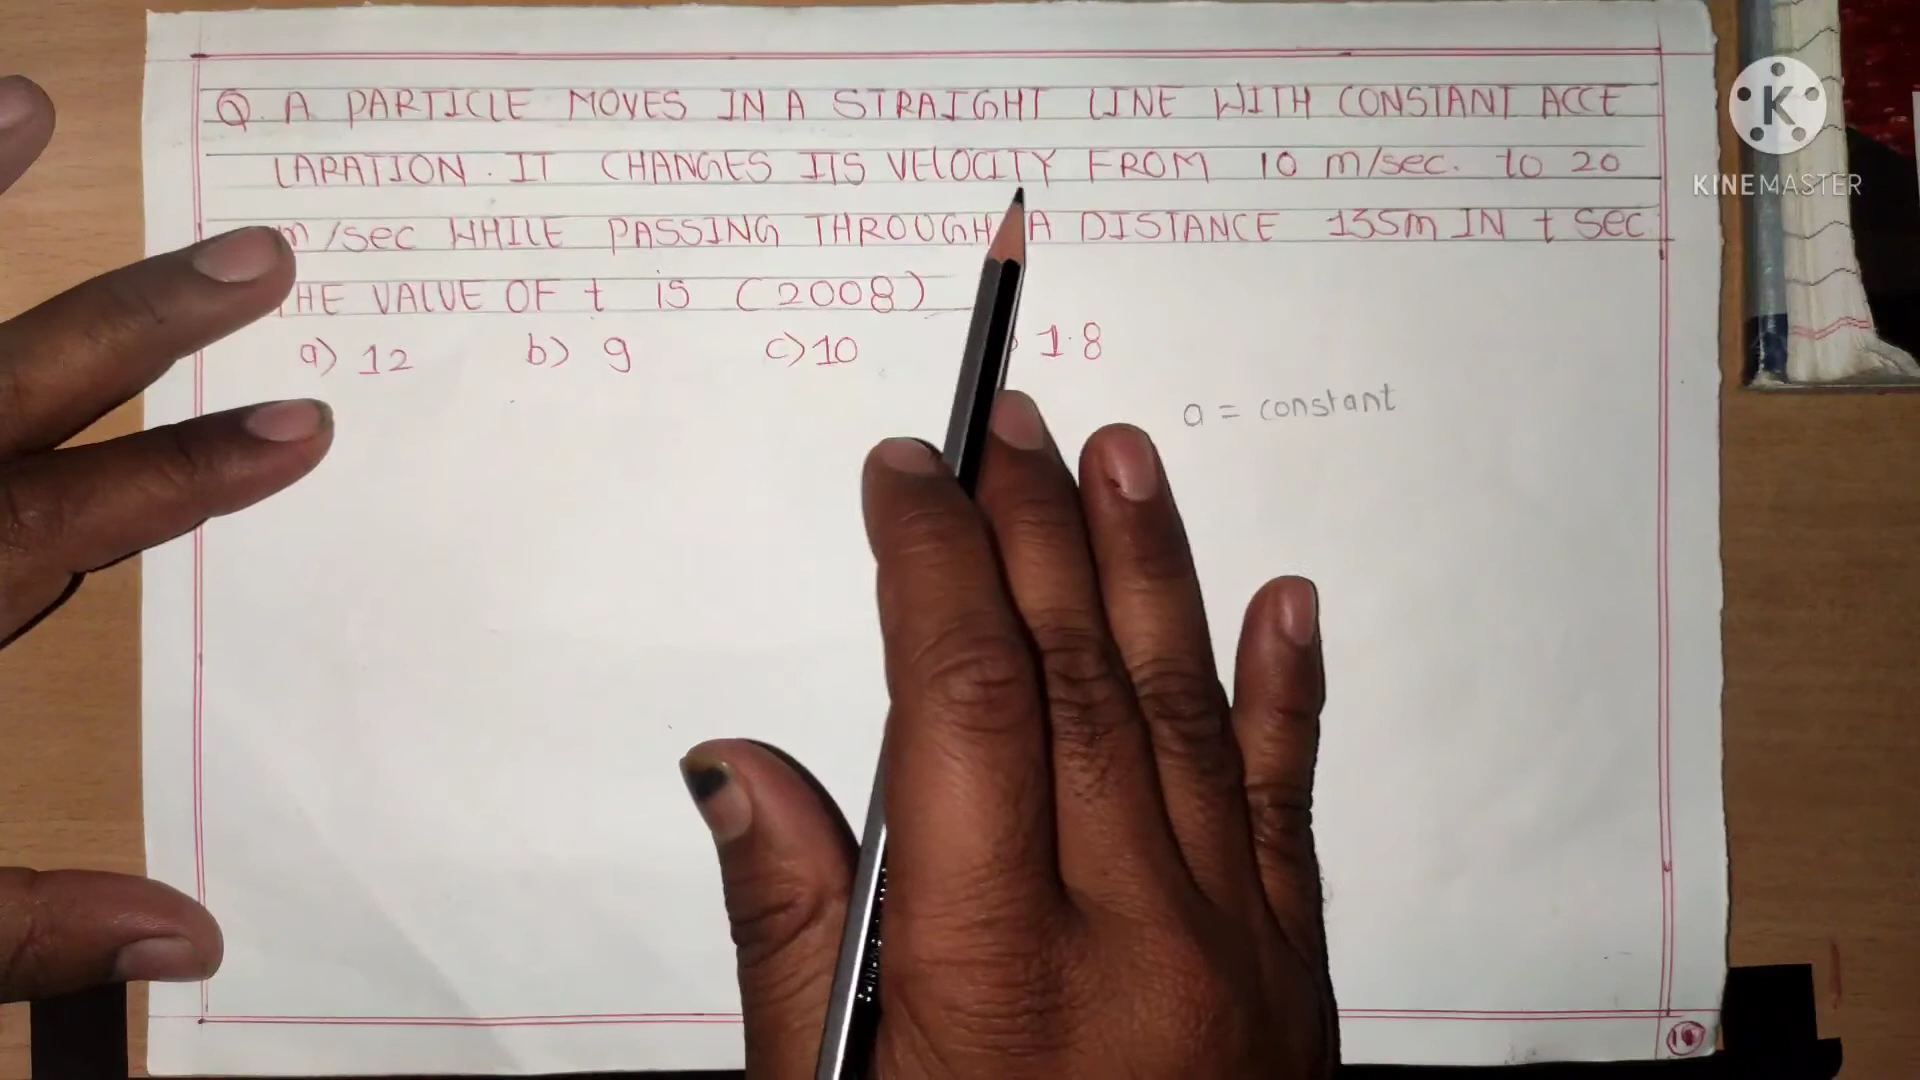 Q. A PARTICLE MOVES IN A STRAIGHT LINE WITH CONSTANT ACCE
LARATION. IT CHANGES ITS VELOCITY FROM 10 m/sec. to 20
m/sec WHILE PASSING THROUGH A DISTANCE 135m IN t sec
HE VALUE OF t is (2008)
a) 12 b) 9 c) 10 1.8
a = constant
K
KINEMASTER